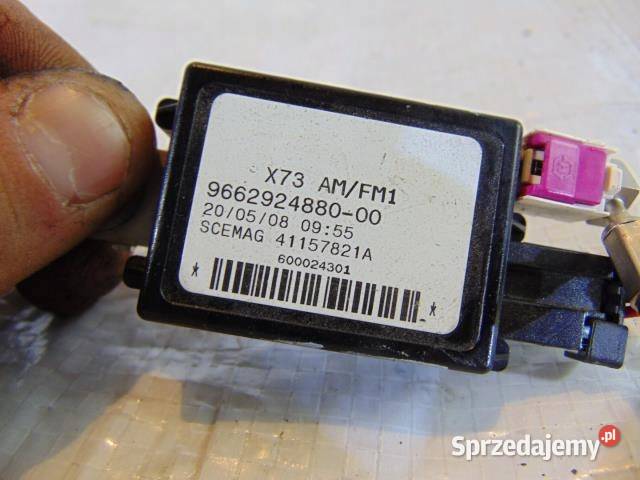 X73 AM/FM1
9662924880-00
20/05/08 09:55
SCEMAG 41157821A
600024301
* *
Sprzedajemy.pl